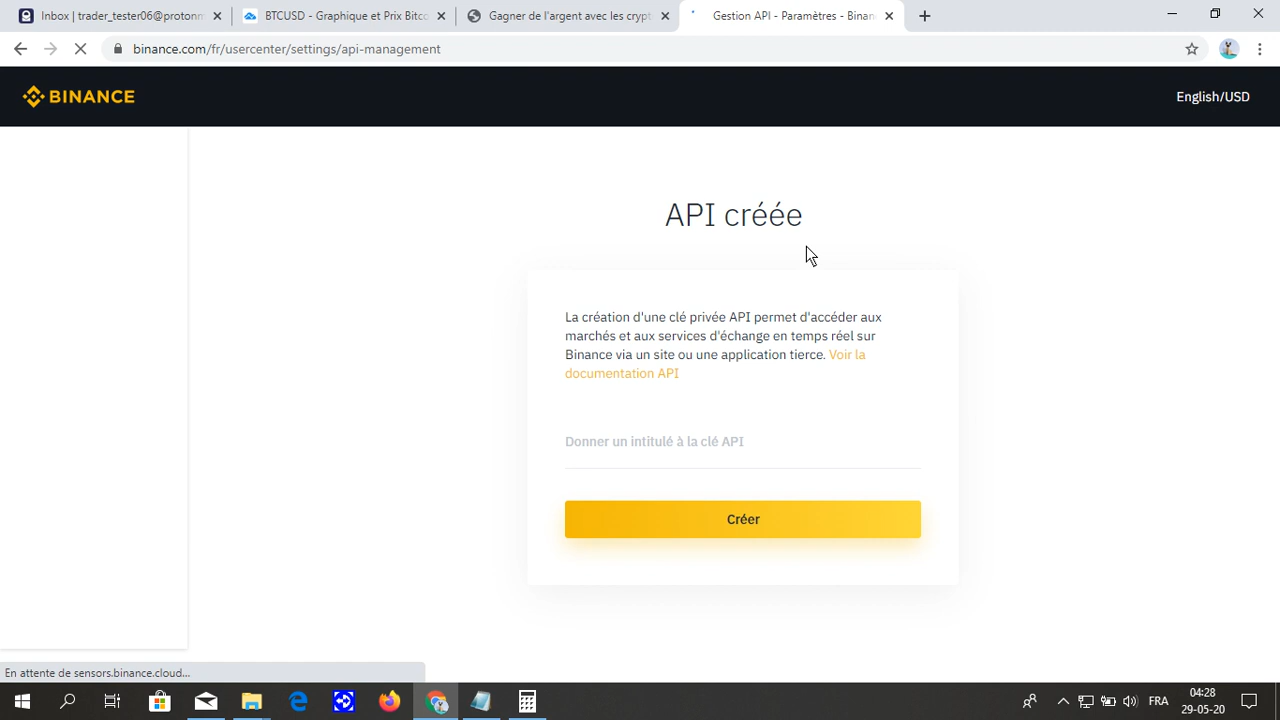 Inbox | trader_tester06@protonm
BTCUSD - Graphique et Prix Bitco
Gagner de l'argent avec les crypt
Gestion API - Paramètres - Binan
binance.com/fr/usercenter/settings/api-management
BINANCE
English/USD
API créée
La création d'une clé privée API permet d'accéder aux
marchés et aux services d'échange en temps réel sur
Binance via un site ou une application tierce. Voir la
documentation API
Donner un intitulé à la clé API
Créer
En attente de sensors.binance.cloud...
FRA
04:28
29-05-20